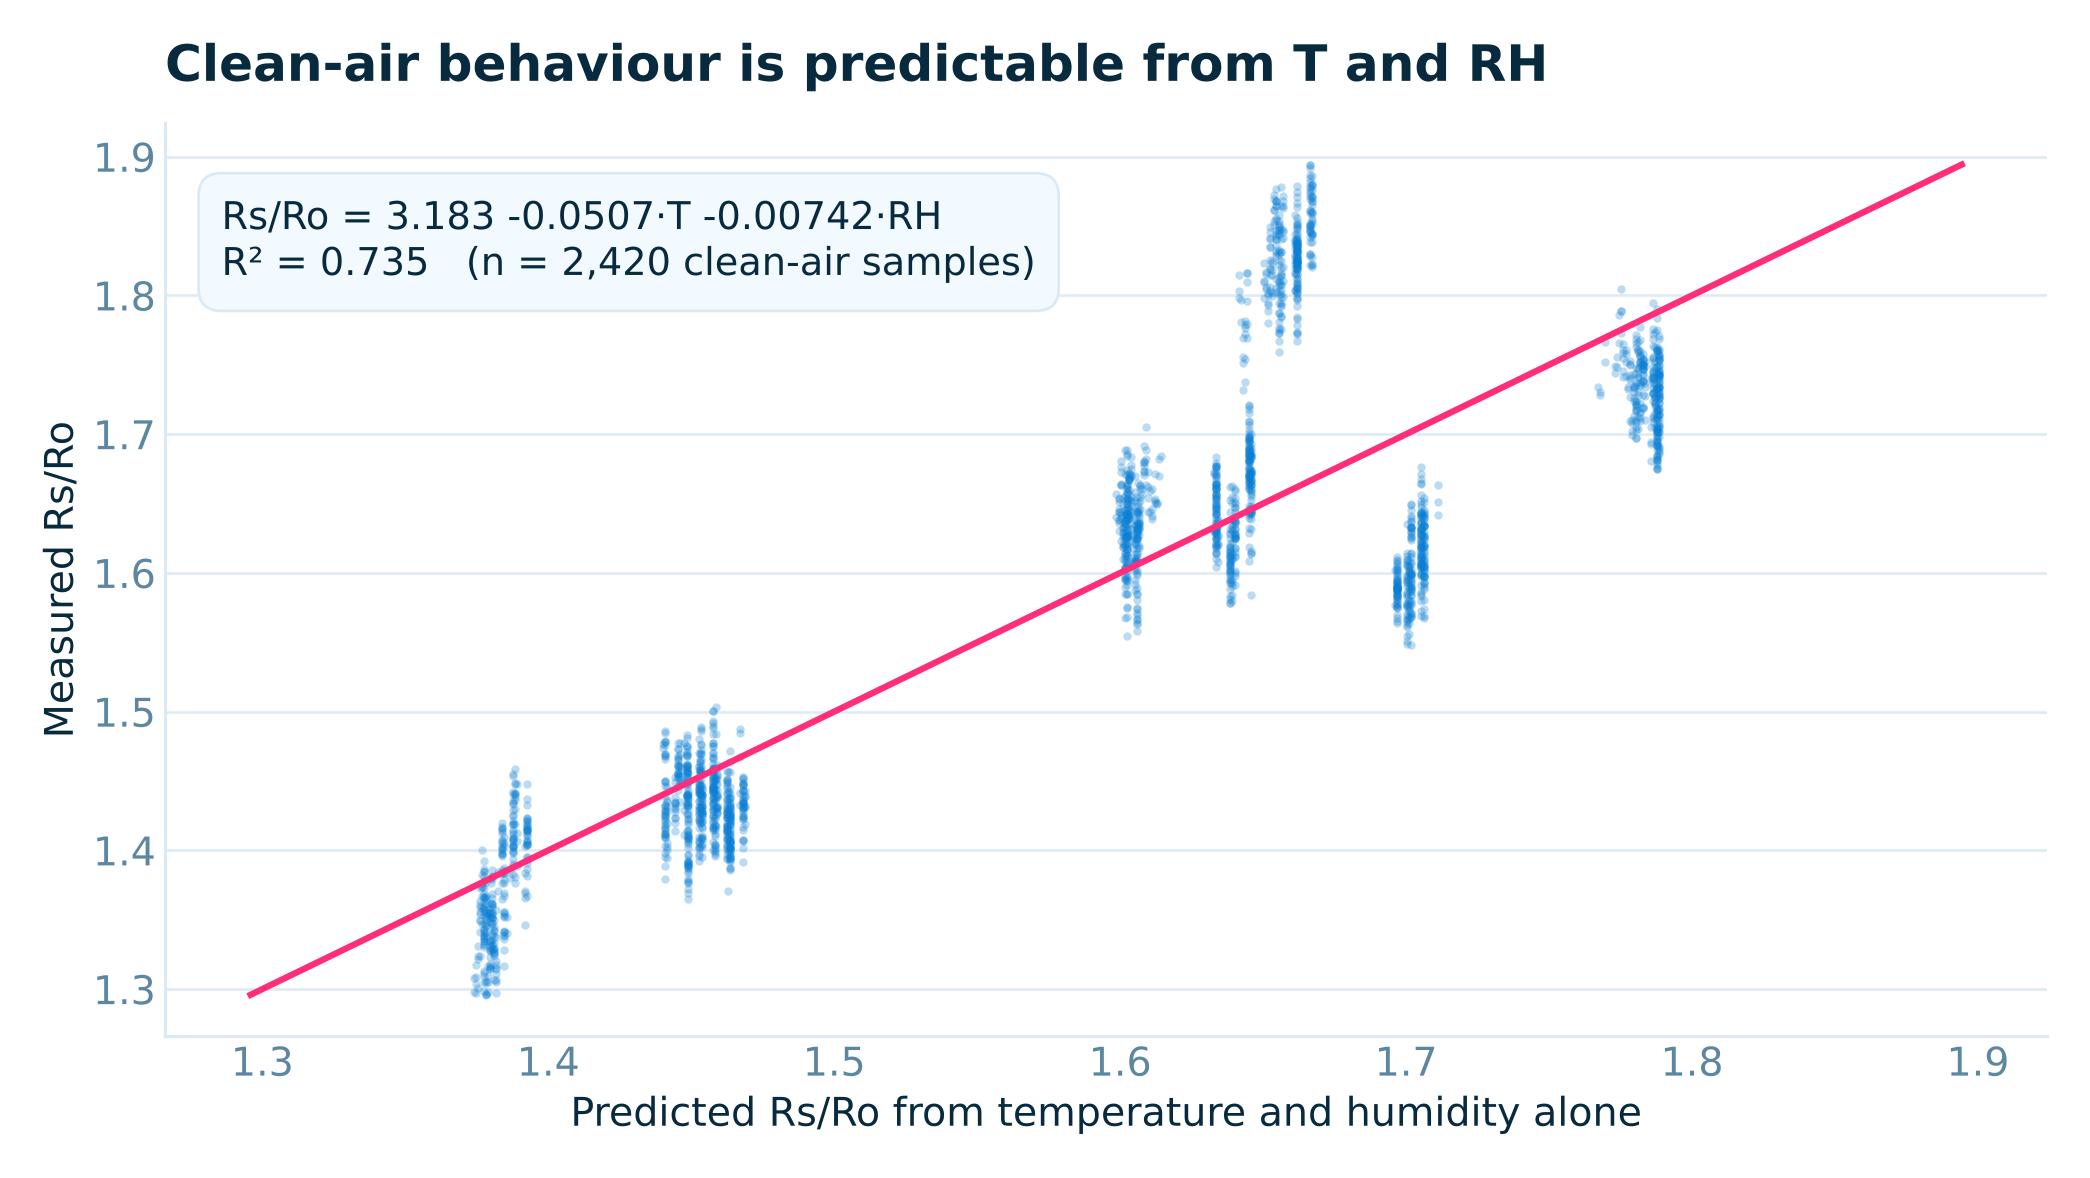 Clean-air behaviour is predictable from T and RH
1.9
1.8
1.7
1.6
1.5
1.4
1.3
Measured Rs/Ro
Rs/Ro = 3.183 -0.0507·T -0.00742·RH
R² = 0.735 (n = 2,420 clean-air samples)
1.3 1.4 1.5 1.6 1.7 1.8 1.9
Predicted Rs/Ro from temperature and humidity alone